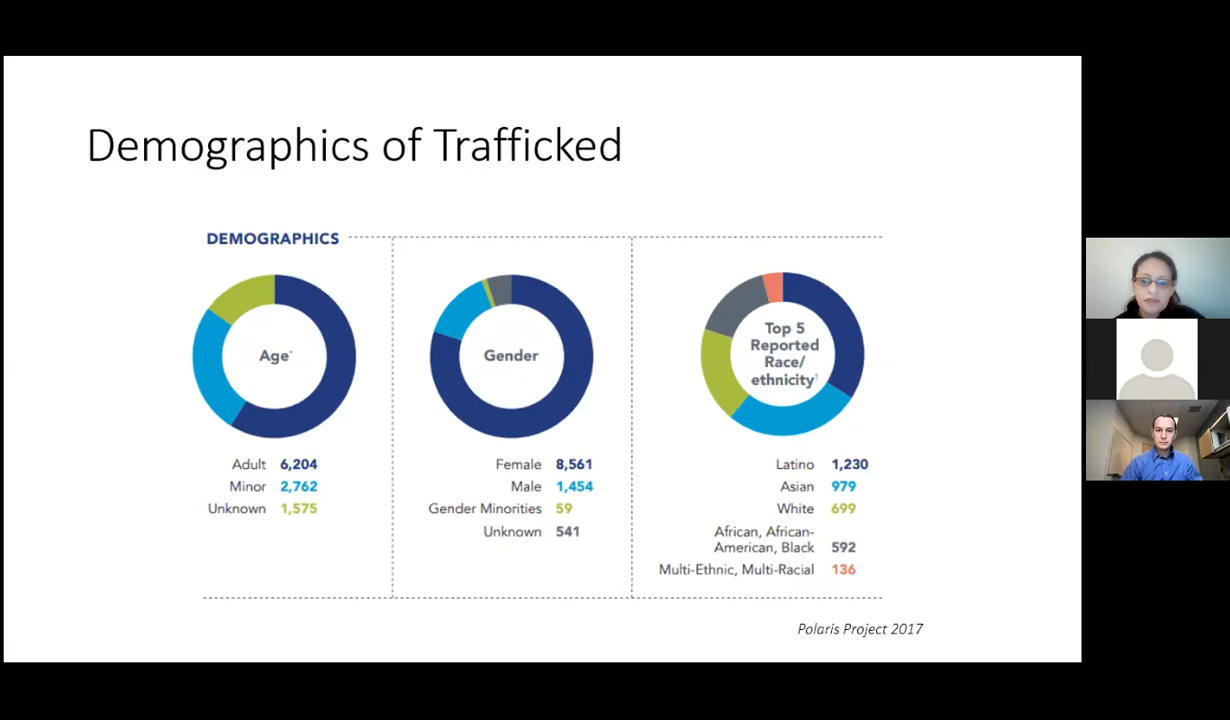 Demographics of Trafficked
DEMOGRAPHICS
Age*
Adult 6,204
Minor 2,762
Unknown 1,575
Gender
Female 8,561
Male 1,454
Gender Minorities 59
Unknown 541
Top 5
Reported
Race/
ethnicity†
Latino 1,230
Asian 979
White 699
African, African-
American, Black 592
Multi-Ethnic, Multi-Racial 136
Polaris Project 2017